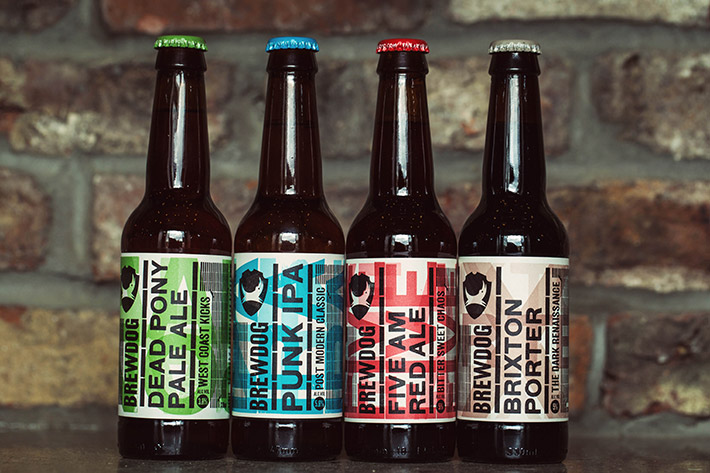 BREWDOG
DEAD PONY
PALE ALE
WEST COAST KICKS
BREWDOG
PUNK IPA
POST MODERN CLASSIC
BREWDOG
FIVE AM
RED ALE
BITTER SWEET CHAOS
BREWDOG
BRIXTON
PORTER
THE DARK RENAISSANCE